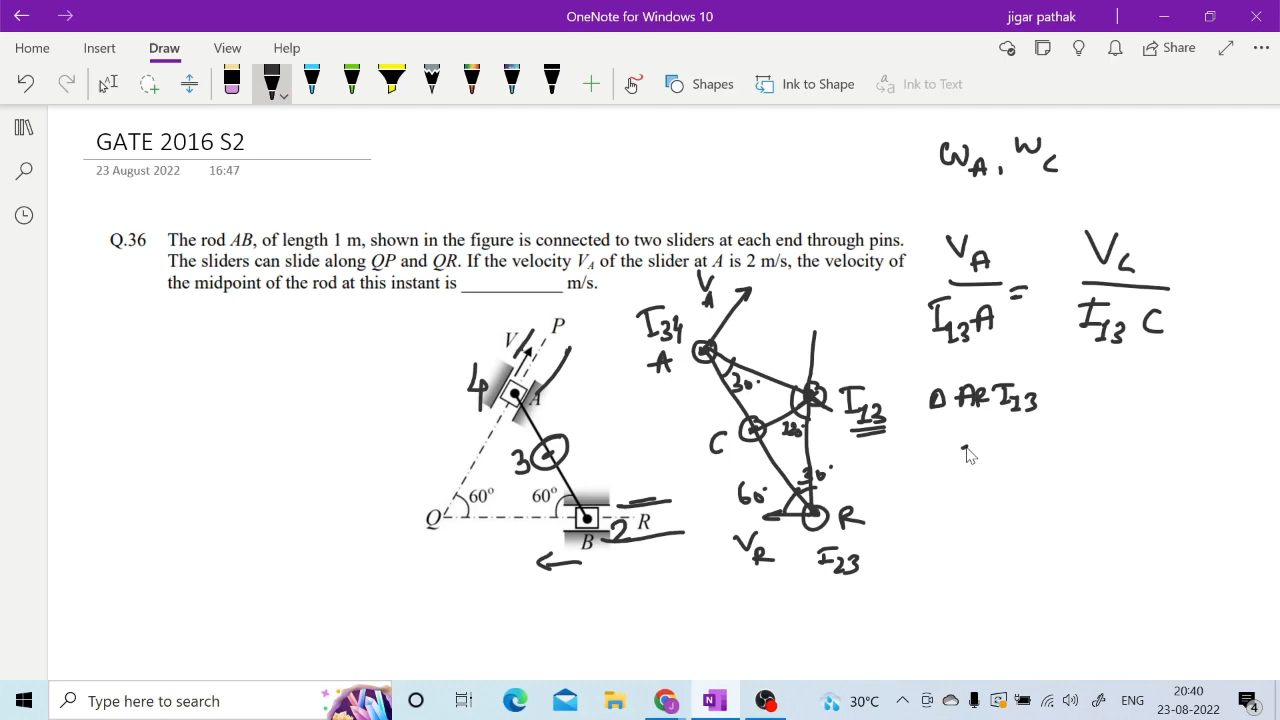 OneNote for Windows 10
jigar pathak
Home Insert Draw View Help
Share
Shapes
Ink to Shape
Ink to Text
GATE 2016 S2
23 August 2022 16:47
Q.36 The rod AB, of length 1 m, shown in the figure is connected to two sliders at each end through pins.
The sliders can slide along QP and QR. If the velocity VA of the slider at A is 2 m/s, the velocity of
the midpoint of the rod at this instant is ____________ m/s.
P
V
4
A
3
60° 60°
Q
2 R
B
VA
I34
A
30°
I13
C
30°
60°
R
VR
I23
ωA, ωC
VA / I13A = VC / I13C
Δ ARI13
Type here to search
30°C
ENG
20:40
23-08-2022
4